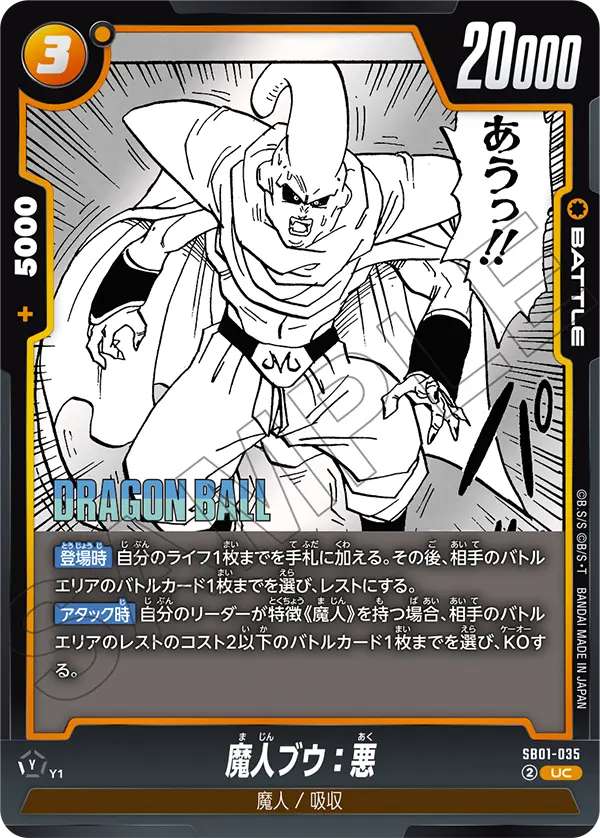 3
20000
あうっ!!
+ 5000
BATTLE
バ
DRAGON BALL
SAMPLE
登場時 自分のライフ1枚までを手札に加える。その後、相手のバトル
エリアのバトルカード1枚までを選び、レストにする。
アタック時 自分のリーダーが特徴《魔人》を持つ場合、相手のバトル
エリアのレストのコスト2以下のバトルカード1枚までを選び、KOす
る。
©B.S/S ©B/S・T BANDAI MADE IN JAPAN
魔人ブウ：悪
SB01-035
Y Y1
2 UC
魔人 / 吸収